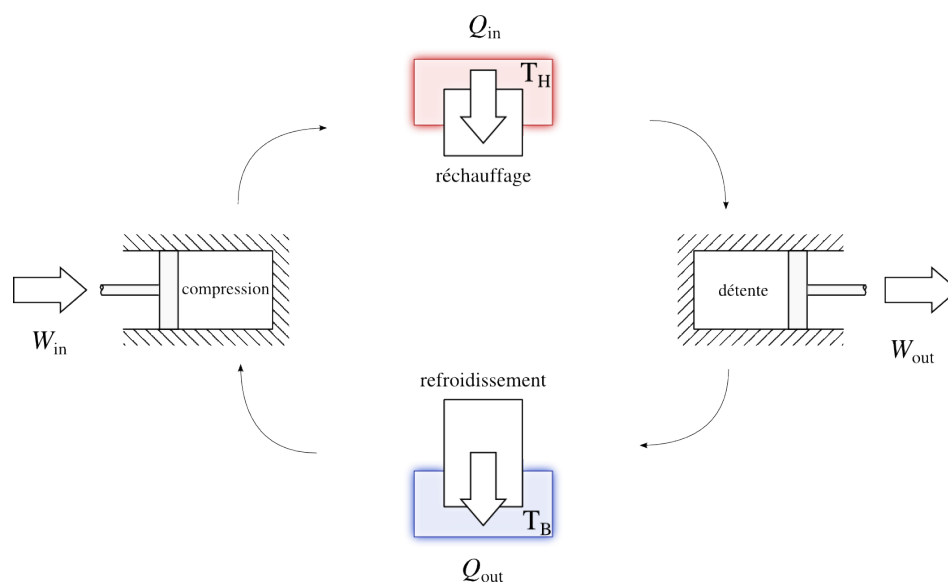 Q_in
T_H
réchauffage
compression
W_in
détente
W_out
refroidissement
T_B
Q_out